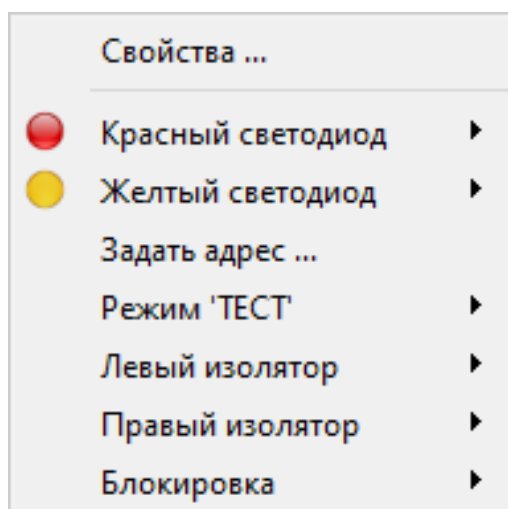 Свойства ...
Красный светодиод
Желтый светодиод
Задать адрес ...
Режим 'ТЕСТ'
Левый изолятор
Правый изолятор
Блокировка